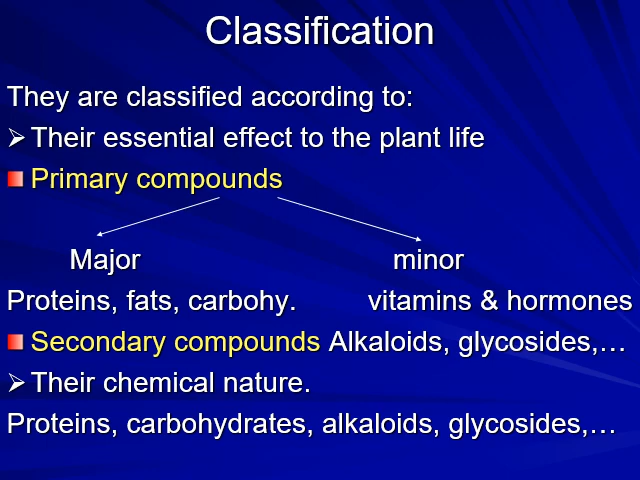 Classification
They are classified according to:
Their essential effect to the plant life
Primary compounds
Major minor
Proteins, fats, carbohy. vitamins & hormones
Secondary compounds Alkaloids, glycosides,…
Their chemical nature.
Proteins, carbohydrates, alkaloids, glycosides,…